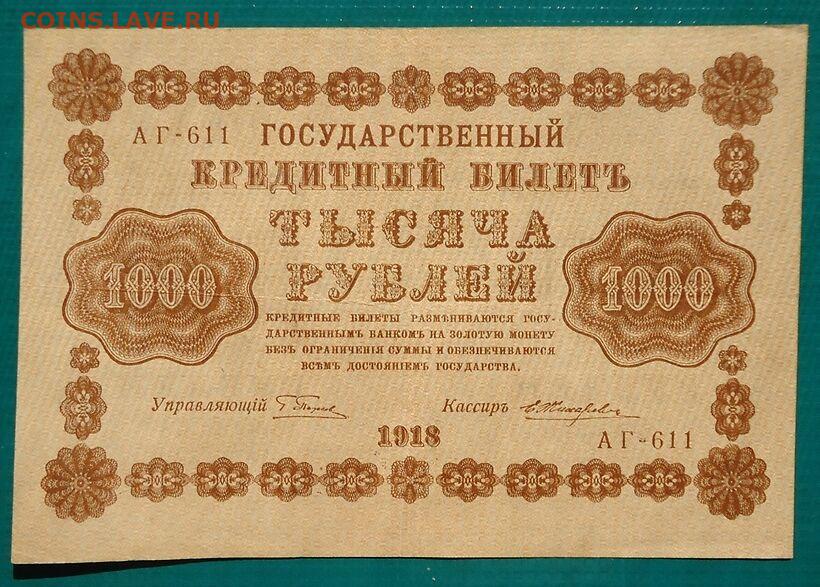 COINS.LAVE.RU
АГ-611 ГОСУДАРСТВЕННЫЙ
КРЕДИТНЫЙ БИЛЕТЪ
ТЫСЯЧА
РУБЛЕЙ
1000 1000
КРЕДИТНЫЕ БИЛЕТЫ РАЗМѢНИВАЮТСЯ ГОСУ-
ДАРСТВЕННЫМЪ БАНКОМЪ НА ЗОЛОТУЮ МОНЕТУ
БЕЗЪ ОГРАНИЧЕНІЯ СУММЫ И ОБЕЗПЕЧИВАЮТСЯ
ВСѢМЪ ДОСТОЯНІЕМЪ ГОСУДАРСТВА.
Управляющій Кассиръ
1918
АГ-611